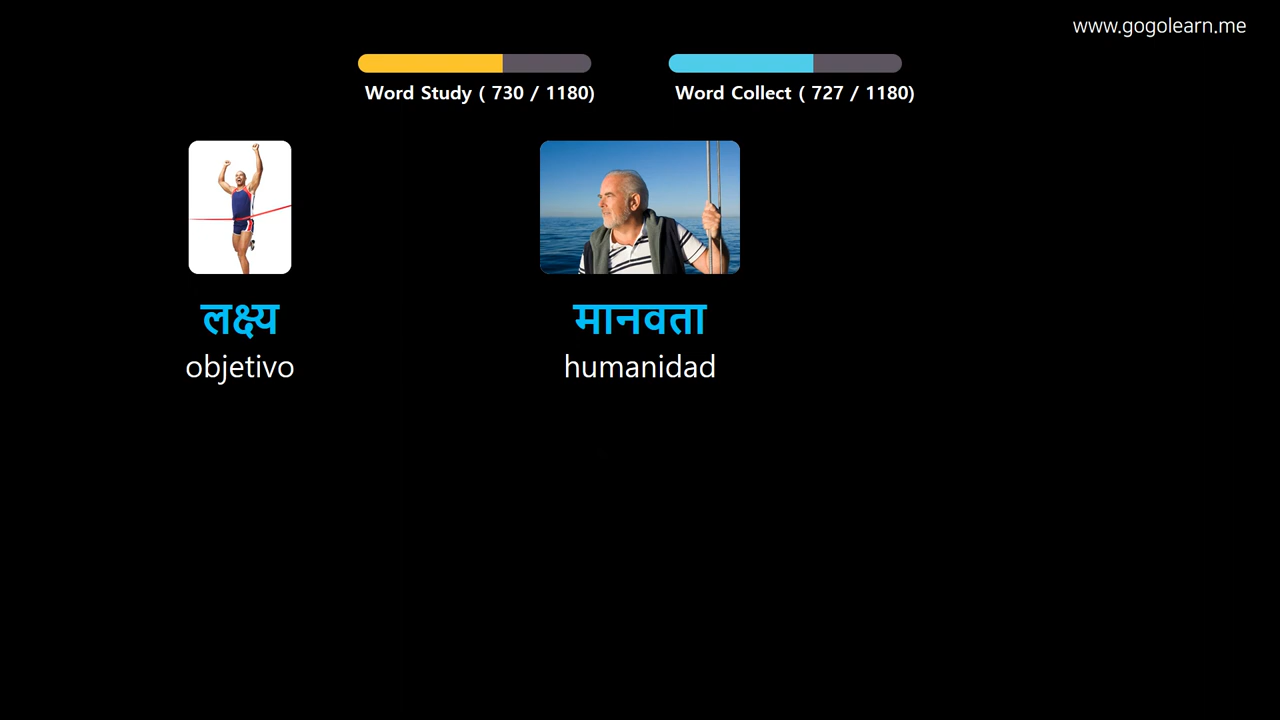 www.gogolearn.me
Word Study ( 730 / 1180)
Word Collect ( 727 / 1180)
लक्ष्य
objetivo
मानवता
humanidad